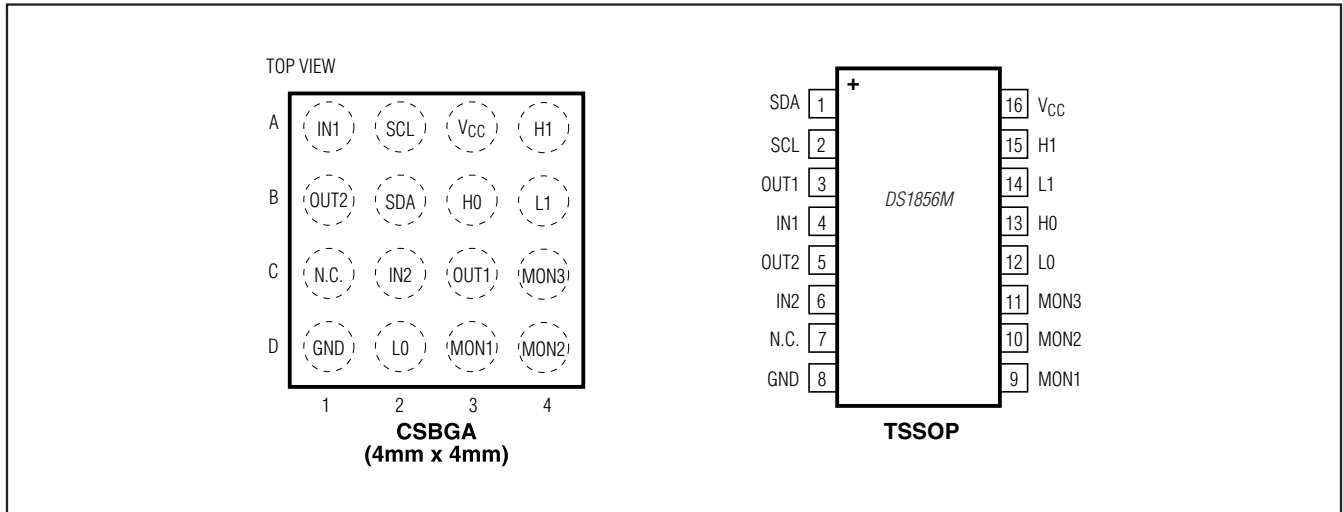 TOP VIEW
A IN1 SCL VCC H1
B OUT2 SDA H0 L1
C N.C. IN2 OUT1 MON3
D GND L0 MON1 MON2
1 2 3 4
CSBGA
(4mm x 4mm)
+
SDA 1 16 VCC
SCL 2 15 H1
OUT1 3 14 L1
DS1856M
IN1 4 13 H0
OUT2 5 12 L0
IN2 6 11 MON3
N.C. 7 10 MON2
GND 8 9 MON1
TSSOP